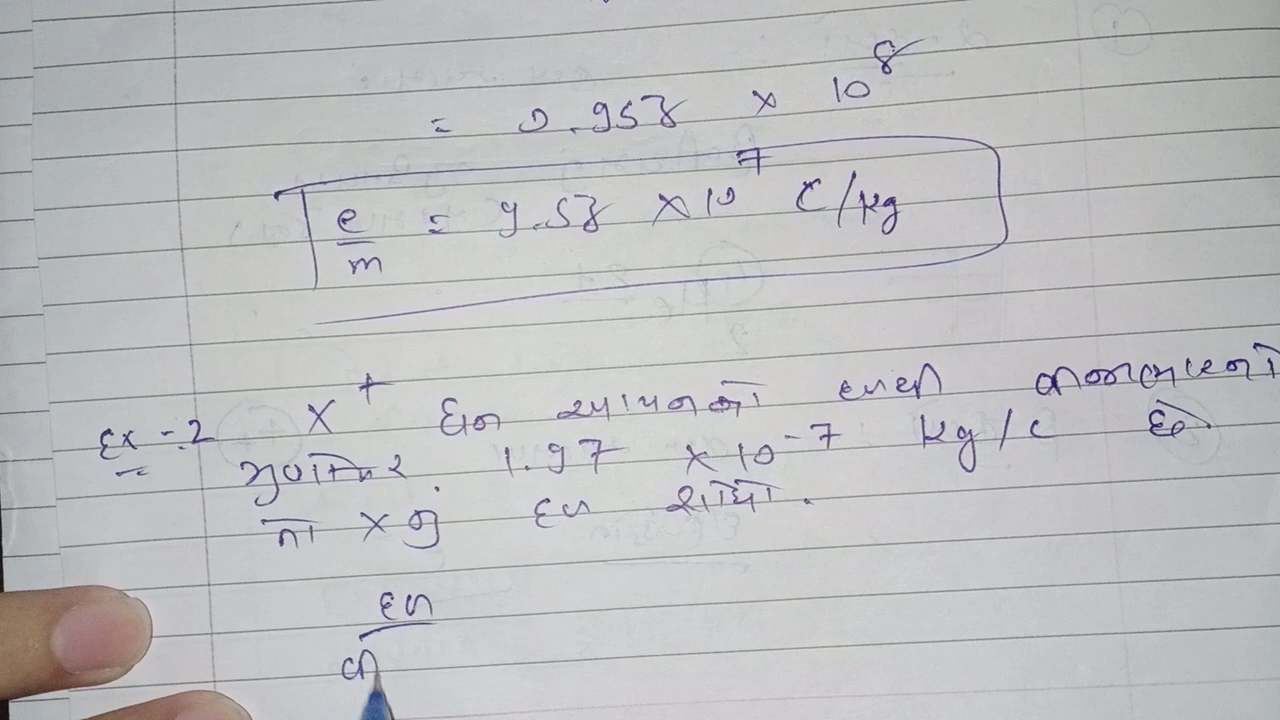 = 0.958 × 10⁸
e/m = 9.58 × 10⁷ C/kg
Ex-2 X⁺ ધન આયનનો દળ
ગુણોત્તર 1.97 × 10⁻⁷ kg/C છે
તો X નું દળ શોધો.
દળ